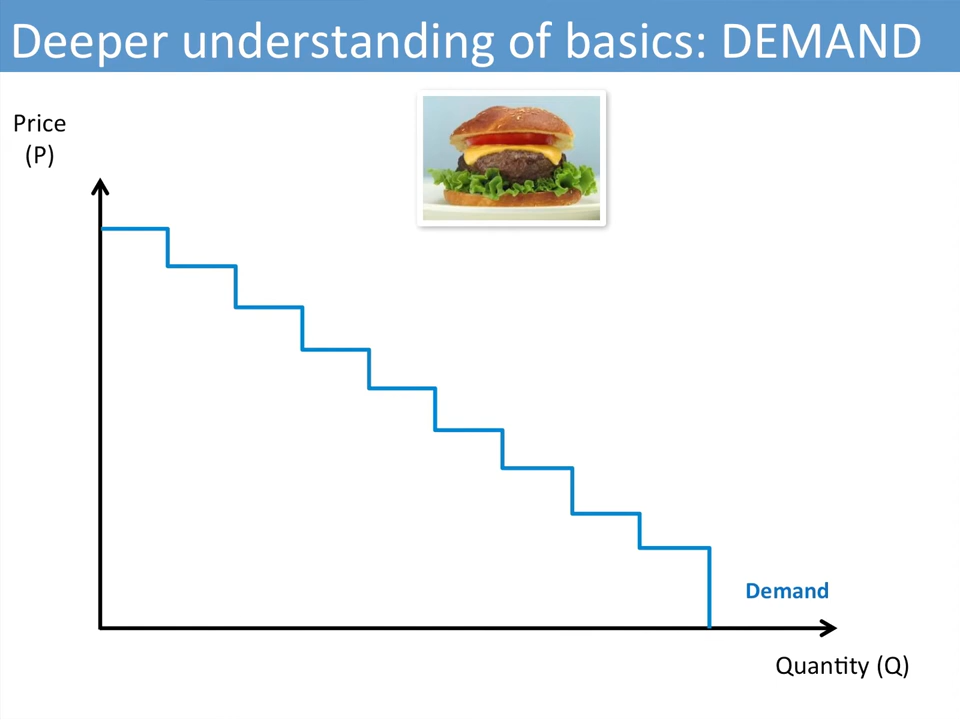 Deeper understanding of basics: DEMAND
Price
(P)
Demand
Quantity (Q)